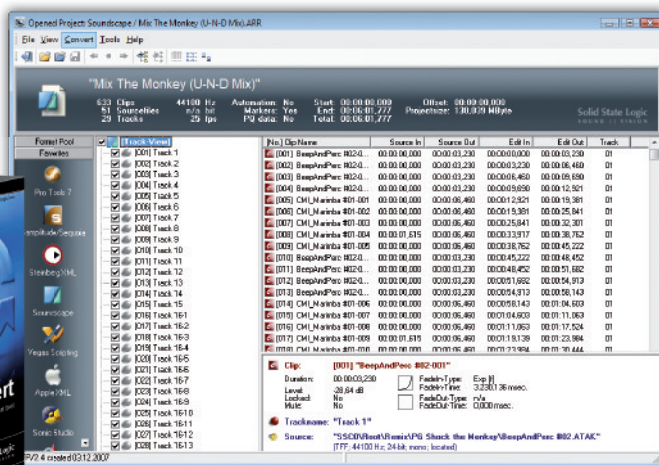 Opened Project: Soundscape / Mix The Monkey (U-N-D Mix).ARR
File View Convert Tools Help
"Mix The Monkey (U-N-D Mix)"
633 Clips 44100 Hz Automation: No Start: 00:00:00,000 Offset: 00:00:00,000
51 Sourcefiles n/a bit Markers: Yes End: 00:06:01,777 Projectsize: 130,039 MByte
29 Tracks 25 fps PQ data: No Total: 00:06:01,777
Solid State Logic
SOUND || VISION
Format Pool
Favorites
Pro Tools 7
Steinberg XML
Soundscape
Vegas Scripting
Apple XML
Sonic Studio
[Track-View]
[001] Track 1
[002] Track 2
[003] Track 3
[004] Track 4
[005] Track 5
[006] Track 6
[007] Track 7
[008] Track 8
[009] Track 9
[010] Track 10
[011] Track 11
[012] Track 12
[013] Track 13
[014] Track 14
[015] Track 15
[016] Track 16-1
[017] Track 16-2
[018] Track 16-3
[019] Track 16-4
[020] Track 16-5
[021] Track 16-6
[022] Track 16-7
[023] Track 16-8
[024] Track 16-9
[025] Track 16-10
[026] Track 16-11
[027] Track 16-12
[028] Track 16-13
[No.] Clip Name Source In Source Out Edit In Edit Out Track
[001] BeepAndPerc #02-0... 00:00:00,000 00:00:03,230 00:00:00,000 00:00:03,230 01
[002] BeepAndPerc #02-0... 00:00:00,000 00:00:03,230 00:00:03,230 00:00:06,460 01
[003] BeepAndPerc #02-0... 00:00:00,000 00:00:03,230 00:00:06,460 00:00:09,690 01
[004] BeepAndPerc #02-0... 00:00:00,000 00:00:03,230 00:00:09,690 00:00:12,921 01
[005] CMI_Marimba #01-001 00:00:00,000 00:00:06,460 00:00:12,921 00:00:19,381 01
[006] CMI_Marimba #01-002 00:00:00,000 00:00:06,460 00:00:19,381 00:00:25,841 01
[007] CMI_Marimba #01-003 00:00:00,000 00:00:06,460 00:00:25,841 00:00:32,301 01
[008] CMI_Marimba #01-004 00:00:01,615 00:00:06,460 00:00:33,917 00:00:38,762 01
[009] CMI_Marimba #01-005 00:00:00,000 00:00:06,460 00:00:38,762 00:00:45,222 01
[010] BeepAndPerc #02-0... 00:00:00,000 00:00:03,230 00:00:45,222 00:00:48,452 01
[011] BeepAndPerc #02-0... 00:00:00,000 00:00:03,230 00:00:48,452 00:00:51,682 01
[012] BeepAndPerc #02-0... 00:00:00,000 00:00:03,230 00:00:51,682 00:00:54,913 01
[013] BeepAndPerc #02-0... 00:00:00,000 00:00:03,230 00:00:54,913 00:00:58,143 01
[014] CMI_Marimba #01-006 00:00:00,000 00:00:06,460 00:00:58,143 00:01:04,603 01
[015] CMI_Marimba #01-007 00:00:00,000 00:00:06,460 00:01:04,603 00:01:11,063 01
[016] CMI_Marimba #01-008 00:00:00,000 00:00:06,460 00:01:11,063 00:01:17,524 01
[017] CMI_Marimba #01-009 00:00:01,615 00:00:06,460 00:01:19,139 00:01:23,984 01
[018] CMI_Marimba #01-010 00:00:00,000 00:00:06,460 00:01:23,984 00:01:30,444 01
Clip: [001] "BeepAndPerc #02-001"
Duration: 00:00:03,230 FadeIn-Type: Exp
Level: -28,64 dB FadeIn-Time: 3230,136 msec.
Locked: No FadeOut-Type: n/a
Mute: No FadeOut-Time: 0,000 msec.
Trackname: "Track 1"
Source: "SSCD\Root\Remix\PG Shock the Monkey\BeepAndPerc #02.ATAK"
(TFF; 44100 Hz; 24-bit; mono; located)
V2.4 created 03.12.2007